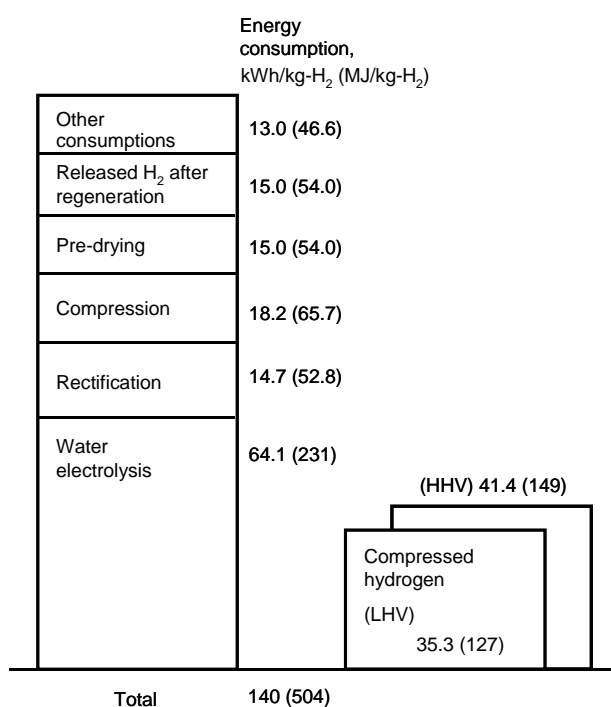 Energy
consumption,
kWh/kg-H₂ (MJ/kg-H₂)
Other
consumptions
13.0 (46.6)
Released H₂ after
regeneration
15.0 (54.0)
Pre-drying
15.0 (54.0)
Compression
18.2 (65.7)
Rectification
14.7 (52.8)
Water
electrolysis
64.1 (231)
(HHV) 41.4 (149)
Compressed
hydrogen
(LHV)
35.3 (127)
Total 140 (504)